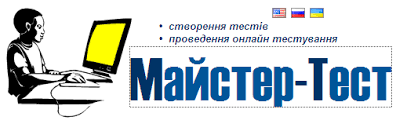 • створення тестів
• проведення онлайн тестування
Майстер-Тест